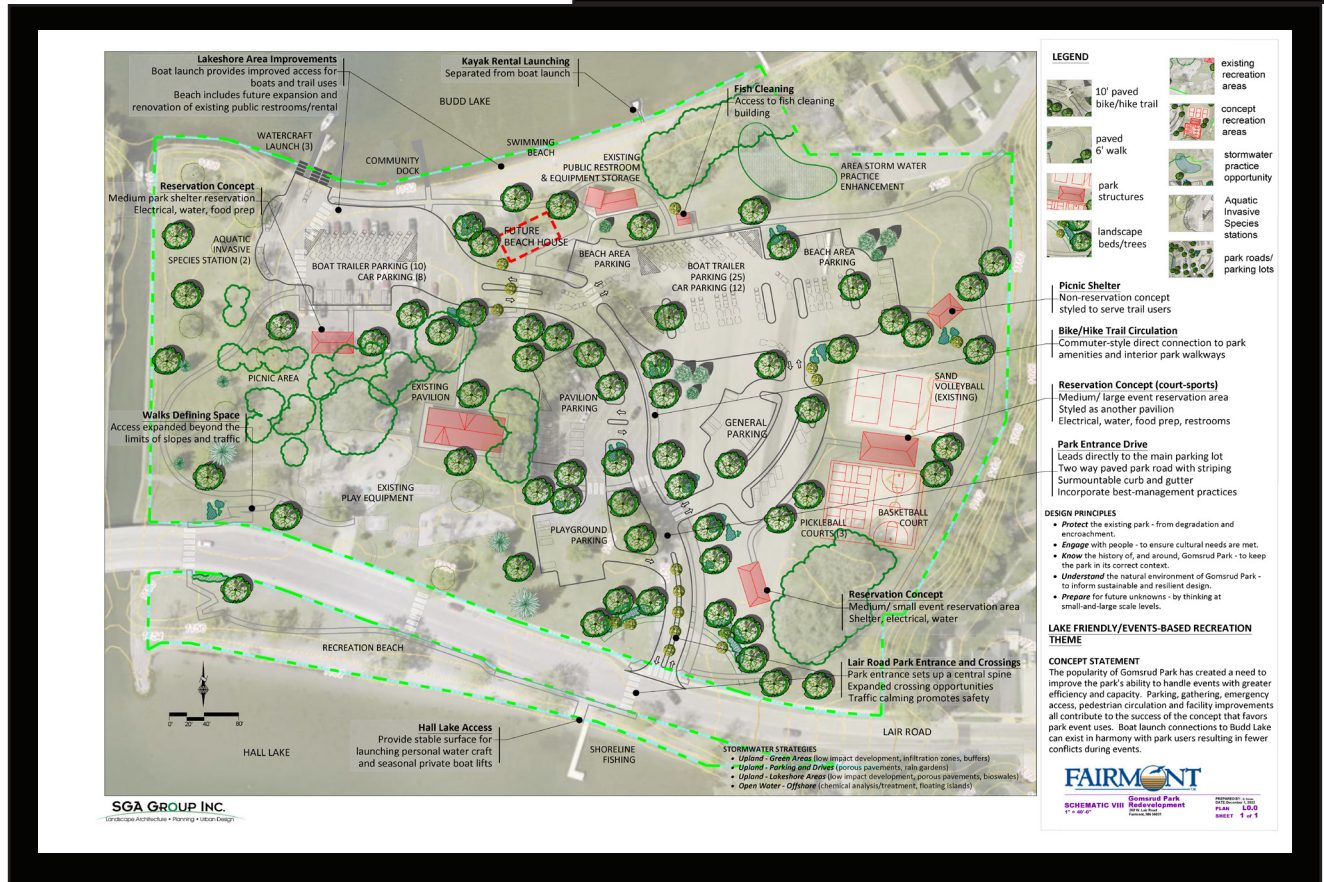 Lakeshore Area Improvements
Boat launch provides improved access for
boats and trail uses
Beach includes future expansion and
renovation of existing public restrooms/rental
Kayak Rental Launching
Separated from boat launch
BUDD LAKE
Fish Cleaning
Access to fish cleaning
building
WATERCRAFT
LAUNCH (3)
COMMUNITY
DOCK
SWIMMING
BEACH
EXISTING
PUBLIC RESTROOM
& EQUIPMENT STORAGE
AREA STORM WATER
PRACTICE
ENHANCEMENT
Reservation Concept
Medium park shelter reservation
Electrical, water, food prep
AQUATIC
INVASIVE
SPECIES STATION (2)
FUTURE
BEACH HOUSE
BOAT TRAILER PARKING (10)
CAR PARKING (8)
BEACH AREA
PARKING
BOAT TRAILER
PARKING (25)
CAR PARKING (12)
BEACH AREA
PARKING
PICNIC AREA
EXISTING
PAVILION
PAVILION
PARKING
SAND
VOLLEYBALL
(EXISTING)
Walks Defining Space
Access expanded beyond the
limits of slopes and traffic
GENERAL
PARKING
EXISTING
PLAY EQUIPMENT
PLAYGROUND
PARKING
PICKLEBALL
COURTS (3)
BASKETBALL
COURT
Reservation Concept
Medium/ small event reservation area
Shelter, electrical, water
RECREATION BEACH
Lair Road Park Entrance and Crossings
Park entrance sets up a central spine
Expanded crossing opportunities
Traffic calming promotes safety
0' 20' 40' 80'
Hall Lake Access
Provide stable surface for
launching personal water craft
and seasonal private boat lifts
HALL LAKE
SHORELINE
FISHING
LAIR ROAD
STORMWATER STRATEGIES
• Upland - Green Areas (low impact development, infiltration zones, buffers)
• Upland - Parking and Drives (porous pavements, rain gardens)
• Upland - Lakeshore Areas (low impact development, porous pavements, bioswales)
• Open Water - Offshore (chemical analysis/treatment, floating islands)
SGA GROUP INC.
Landscape Architecture • Planning • Urban Design
LEGEND
10' paved
bike/hike trail
paved
6' walk
park
structures
landscape
beds/trees
existing
recreation
areas
concept
recreation
areas
stormwater
practice
opportunity
Aquatic
Invasive
Species
stations
park roads/
parking lots
Picnic Shelter
Non-reservation concept
styled to serve trail users
Bike/Hike Trail Circulation
Commuter-style direct connection to park
amenities and interior park walkways
Reservation Concept (court-sports)
Medium/ large event reservation area
Styled as another pavilion
Electrical, water, food prep, restrooms
Park Entrance Drive
Leads directly to the main parking lot
Two way paved park road with striping
Surmountable curb and gutter
Incorporate best-management practices
DESIGN PRINCIPLES
• Protect the existing park - from degradation and
encroachment.
• Engage with people - to ensure cultural needs are met.
• Know the history of, and around, Gomsrud Park - to keep
the park in its correct context.
• Understand the natural environment of Gomsrud Park -
to inform sustainable and resilient design.
• Prepare for future unknowns - by thinking at
small-and-large scale levels.
LAKE FRIENDLY/EVENTS-BASED RECREATION
THEME
CONCEPT STATEMENT
The popularity of Gomsrud Park has created a need to
improve the park's ability to handle events with greater
efficiency and capacity. Parking, gathering, emergency
access, pedestrian circulation and facility improvements
all contribute to the success of the concept that favors
park event uses. Boat launch connections to Budd Lake
can exist in harmony with park users resulting in fewer
conflicts during events.
FAIRMONT
SCHEMATIC VIII
1" = 40'-0"
Gomsrud Park
Redevelopment
Fairmont, MN 56031
PREPARED BY:
DATE: December 1, 2022
PLAN L0.0
SHEET 1 of 1